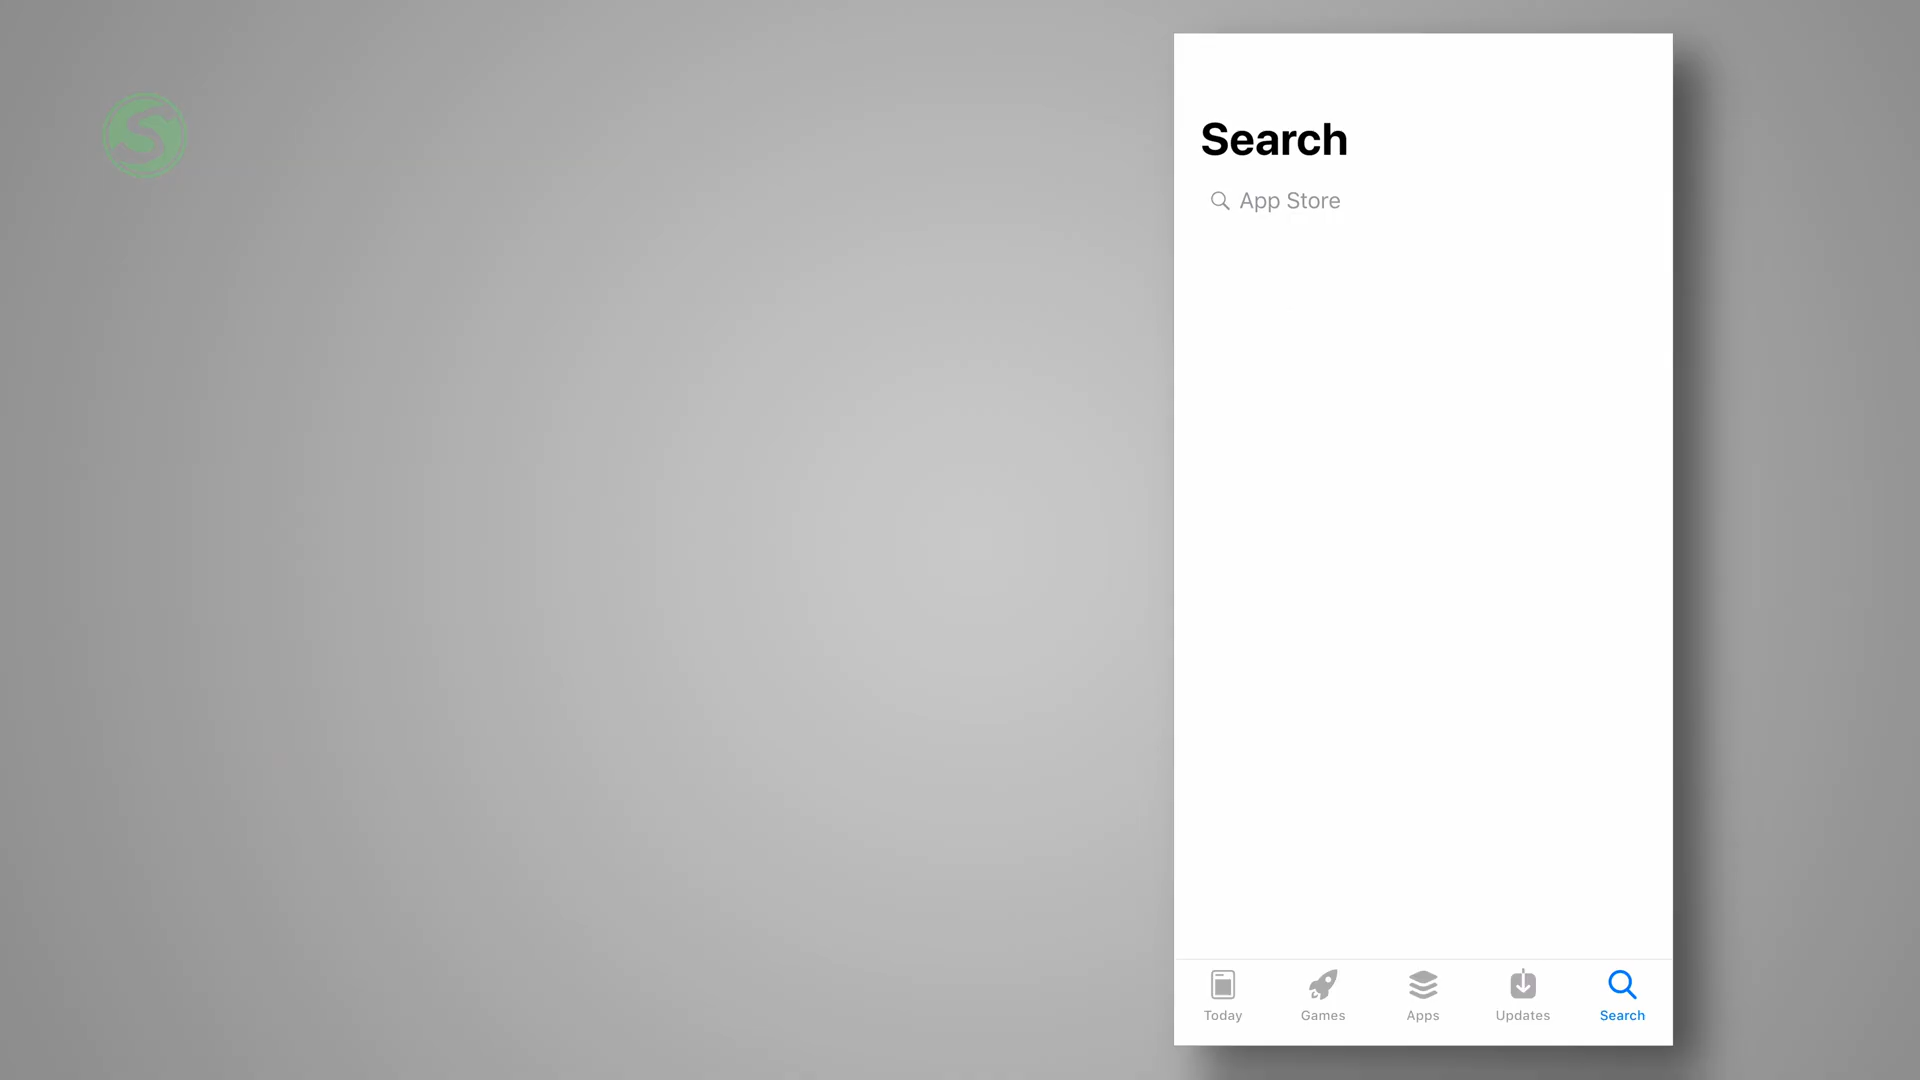 S
Search
App Store
Today
Games
Apps
Updates
Search